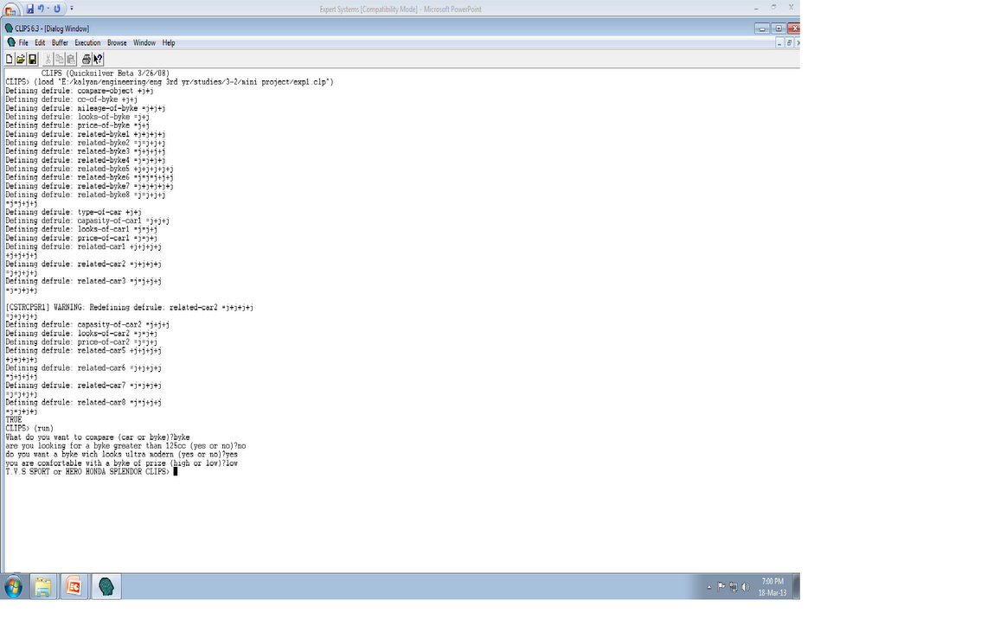 Expert Systems [Compatibility Mode] - Microsoft PowerPoint
CLIPS 6.3 - [Dialog Window]
File Edit Buffer Execution Browse Window Help
CLIPS (Quicksilver Beta 3/26/08)
CLIPS> (load "E:/kalyan/engineering/eng 3rd yr/studies/3-2/mini project/exp1.clp")
Defining defrule: compare-object +j+j
Defining defrule: cc-of-byke +j+j
Defining defrule: mileage-of-byke =j+j+j
Defining defrule: looks-of-byke =j+j
Defining defrule: price-of-byke =j+j
Defining defrule: related-byke1 +j+j+j+j
Defining defrule: related-byke2 =j=j+j+j
Defining defrule: related-byke3 =j+j+j+j
Defining defrule: related-byke4 =j=j+j+j
Defining defrule: related-byke5 +j+j+j+j+j
Defining defrule: related-byke6 =j=j=j+j+j
Defining defrule: related-byke7 =j+j+j+j+j
Defining defrule: related-byke8 =j=j+j+j
=j=j+j+j
Defining defrule: type-of-car +j+j
Defining defrule: capasity-of-car1 =j+j+j
Defining defrule: looks-of-car1 =j=j+j
Defining defrule: price-of-car1 =j=j+j
Defining defrule: related-car1 +j+j+j+j
+j+j+j+j
Defining defrule: related-car2 =j+j+j+j
=j+j+j+j
Defining defrule: related-car3 =j=j+j+j
=j=j+j+j
[CSTRCPSR1] WARNING: Redefining defrule: related-car2 =j+j+j+j
=j+j+j+j
Defining defrule: capasity-of-car2 =j+j+j
Defining defrule: looks-of-car2 =j=j+j
Defining defrule: price-of-car2 =j=j+j
Defining defrule: related-car5 +j+j+j+j
+j+j+j+j
Defining defrule: related-car6 =j+j+j+j
=j+j+j+j
Defining defrule: related-car7 =j=j+j+j
=j=j+j+j
Defining defrule: related-car8 =j=j+j+j
=j=j+j+j
TRUE
CLIPS> (run)
What do you want to compare (car or byke)?byke
are you looking for a byke greater than 125cc (yes or no)?no
do you want a byke wich looks ultra modern (yes or no)?yes
you are comfortable with a byke of prize (high or low)?low
T.V.S SPORT or HERO HONDA SPLENDOR CLIPS>
7:00 PM
18-Mar-13